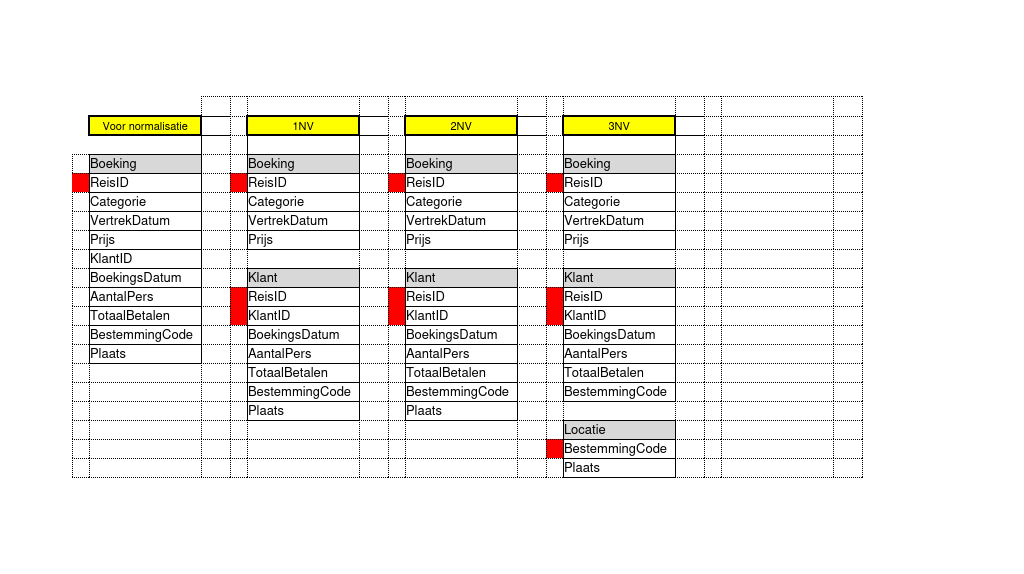 Voor normalisatie
1NV
2NV
3NV
Boeking
Boeking
Boeking
Boeking
ReisID
ReisID
ReisID
ReisID
Categorie
Categorie
Categorie
Categorie
VertrekDatum
VertrekDatum
VertrekDatum
VertrekDatum
Prijs
Prijs
Prijs
Prijs
KlantID
BoekingsDatum
Klant
Klant
Klant
AantalPers
ReisID
ReisID
ReisID
TotaalBetalen
KlantID
KlantID
KlantID
BestemmingCode
BoekingsDatum
BoekingsDatum
BoekingsDatum
Plaats
AantalPers
AantalPers
AantalPers
TotaalBetalen
TotaalBetalen
TotaalBetalen
BestemmingCode
BestemmingCode
BestemmingCode
Plaats
Plaats
Locatie
BestemmingCode
Plaats